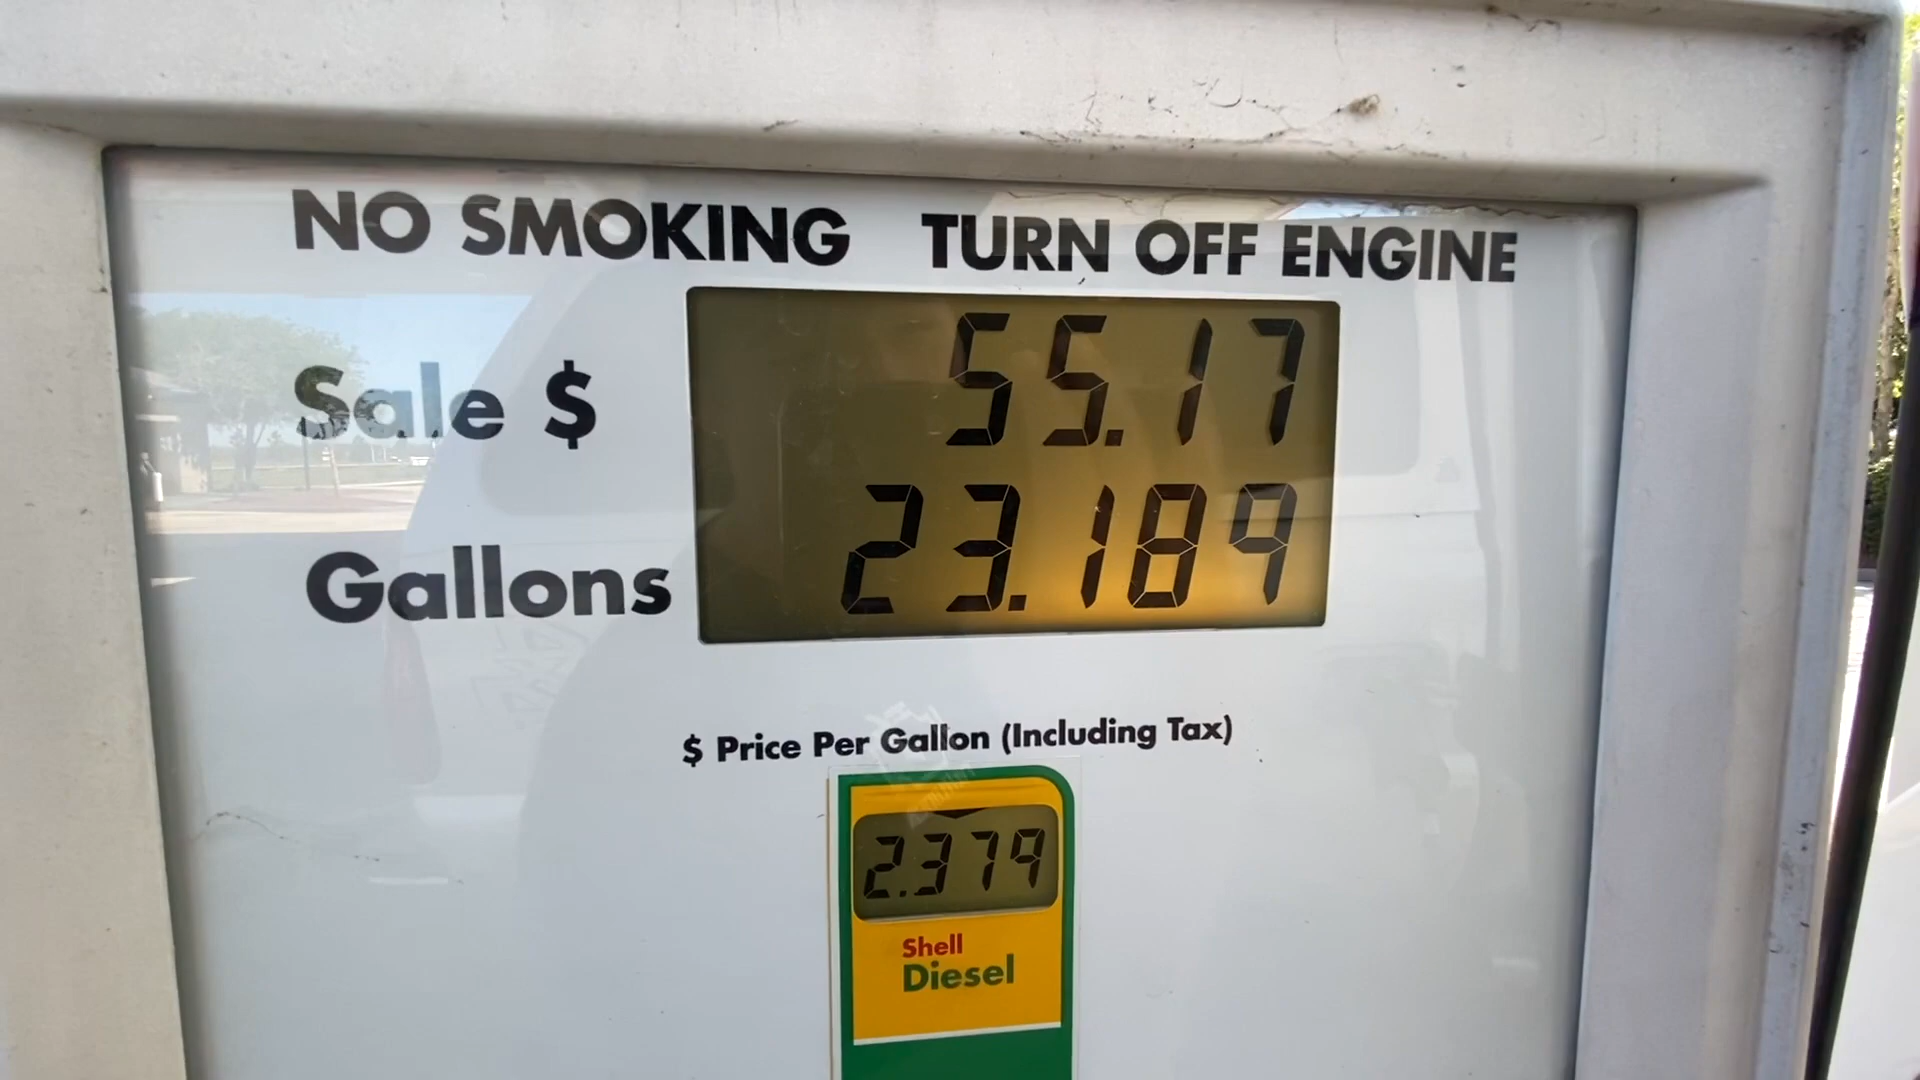 NO SMOKING TURN OFF ENGINE
Sale $ 55.17
Gallons 23.189
$ Price Per Gallon (Including Tax)
2.379
Shell
Diesel